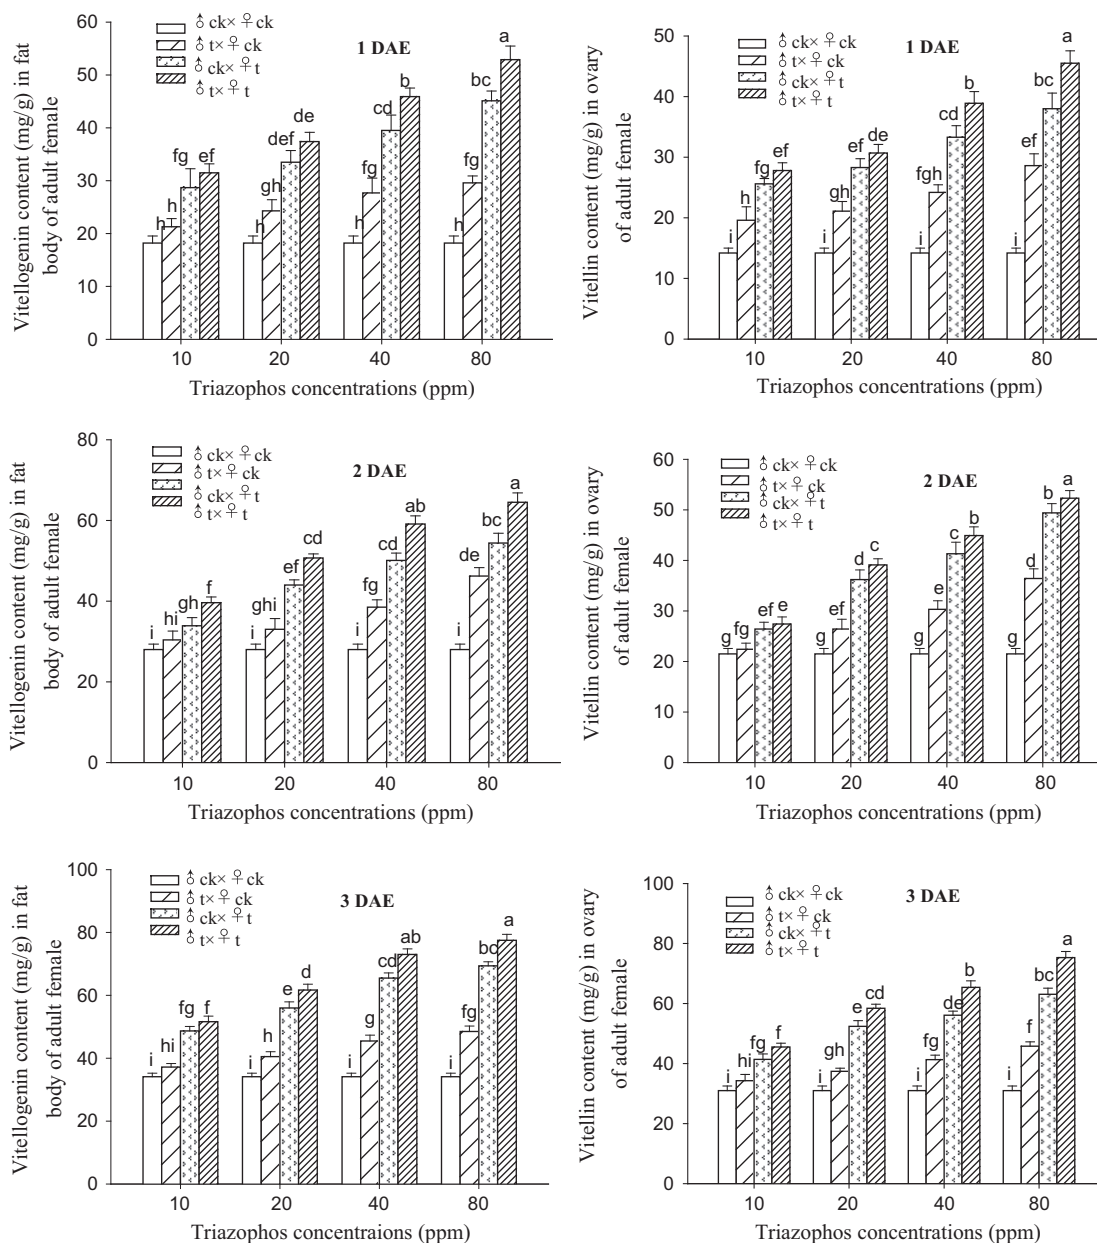 Vitellogenin content (mg/g) in fat
body of adult female
60
50
40
30
20
10
0
♂ ck× ♀ ck
♂ t× ♀ ck
♂ ck× ♀ t
♂ t× ♀ t
1 DAE
h h fg ef
h gh def de
h fg cd b
h fg bc a
10 20 40 80
Triazophos concentrations (ppm)
Vitellin content (mg/g) in ovary
of adult female
50
40
30
20
10
0
♂ ck× ♀ ck
♂ t× ♀ ck
♂ ck× ♀ t
♂ t× ♀ t
1 DAE
i h fg ef
i gh ef de
i fgh cd b
i ef bc a
10 20 40 80
Triazophos concentrations (ppm)
Vitellogenin content (mg/g) in fat
body of adult female
80
60
40
20
0
♂ ck× ♀ ck
♂ t× ♀ ck
♂ ck× ♀ t
♂ t× ♀ t
2 DAE
i hi gh f
i ghi ef cd
i fg cd ab
i de bc a
10 20 40 80
Triazophos concentrations (ppm)
Vitellin content (mg/g) in ovary
of adult female
60
50
40
30
20
10
0
♂ ck× ♀ ck
♂ t× ♀ ck
♂ ck× ♀ t
♂ t× ♀ t
2 DAE
g fg ef e
g ef d c
g e c b
g d b a
10 20 40 80
Triazophos concentrations (ppm)
Vitellogenin content (mg/g) in fat
body of adult female
100
80
60
40
20
0
♂ ck× ♀ ck
♂ t× ♀ ck
♂ ck× ♀ t
♂ t× ♀ t
3 DAE
i hi fg f
i h e d
i g cd ab
i fg bc a
10 20 40 80
Triazophos concentraions (ppm)
Vitellin content (mg/g) in ovary
of adult female
100
80
60
40
20
0
♂ ck× ♀ ck
♂ t× ♀ ck
♂ ck× ♀ t
♂ t× ♀ t
3 DAE
i hi fg f
i gh e cd
i fg de b
i f bc a
10 20 40 80
Triazophos concentrations (ppm)